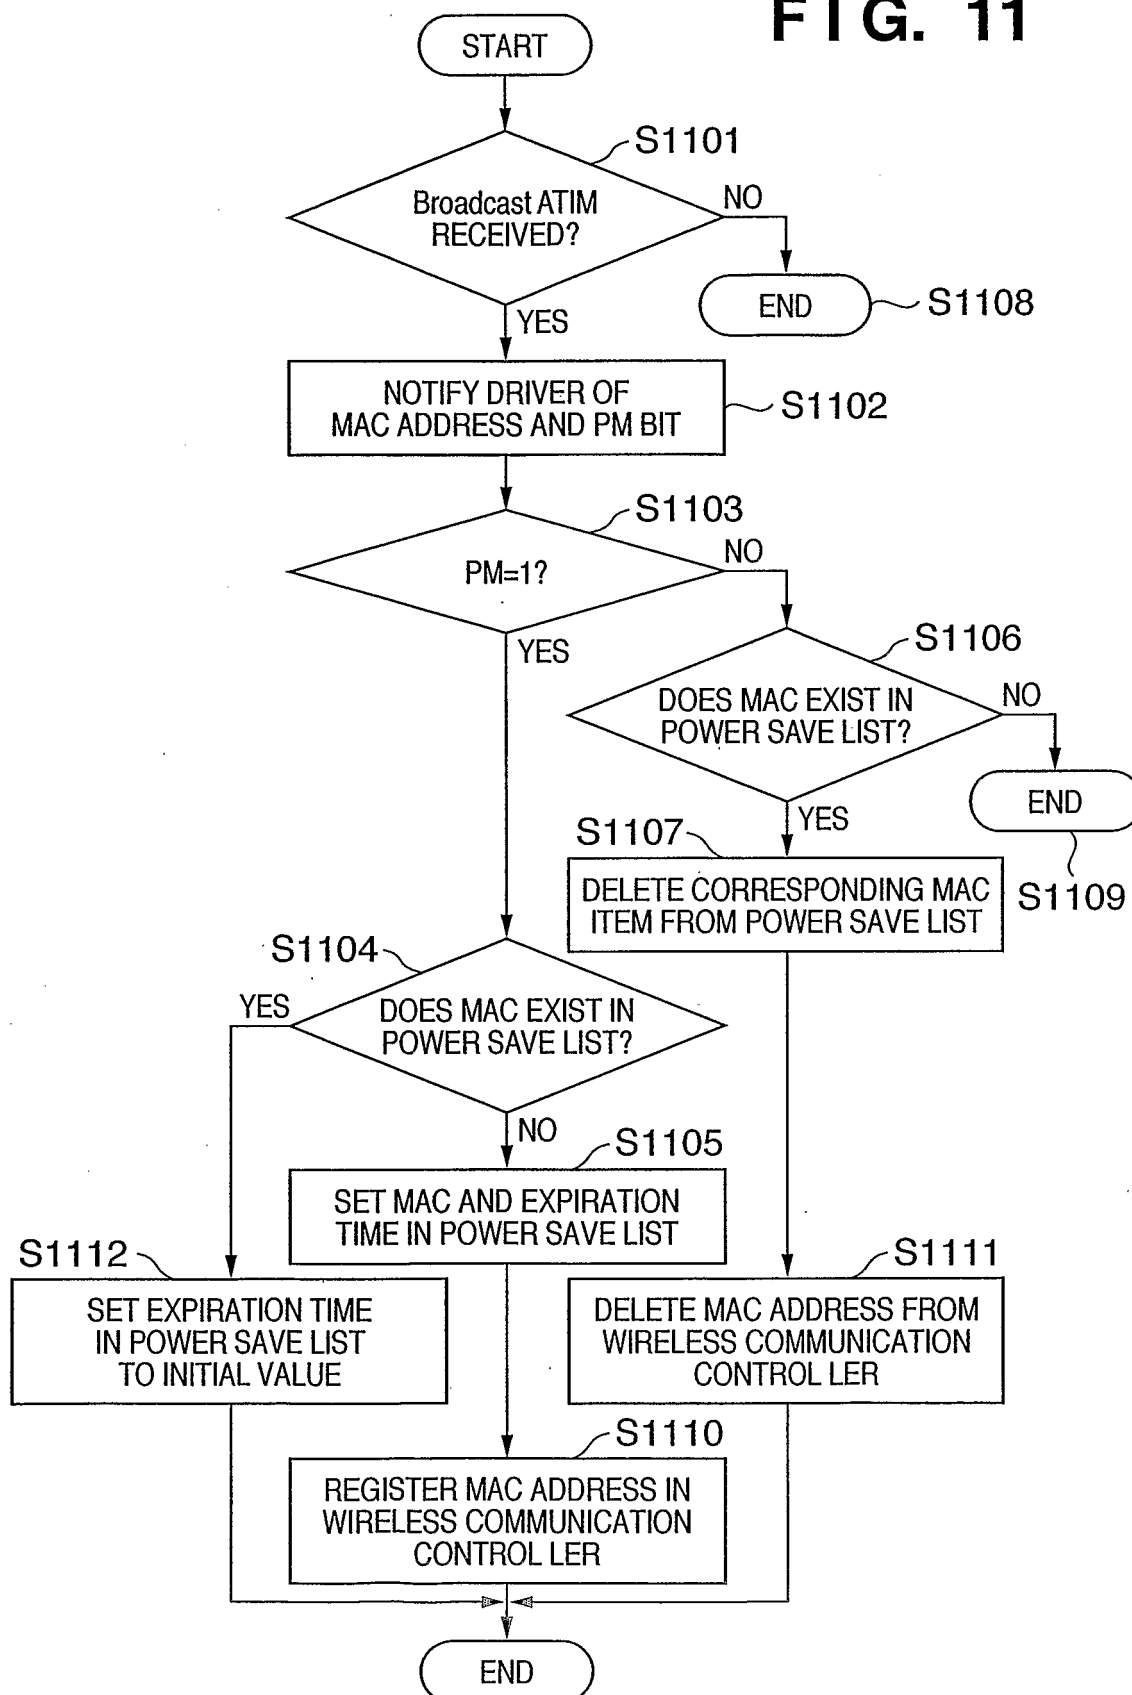 FIG. 11
START
S1101
Broadcast ATIM
RECEIVED?
NO
END
S1108
YES
NOTIFY DRIVER OF
MAC ADDRESS AND PM BIT
S1102
S1103
PM=1?
NO
YES
S1106
DOES MAC EXIST IN
POWER SAVE LIST?
NO
END
S1109
YES
S1107
DELETE CORRESPONDING MAC
ITEM FROM POWER SAVE LIST
S1104
YES
DOES MAC EXIST IN
POWER SAVE LIST?
NO
S1105
SET MAC AND EXPIRATION
TIME IN POWER SAVE LIST
S1112
SET EXPIRATION TIME
IN POWER SAVE LIST
TO INITIAL VALUE
S1111
DELETE MAC ADDRESS FROM
WIRELESS COMMUNICATION
CONTROL LER
S1110
REGISTER MAC ADDRESS IN
WIRELESS COMMUNICATION
CONTROL LER
END